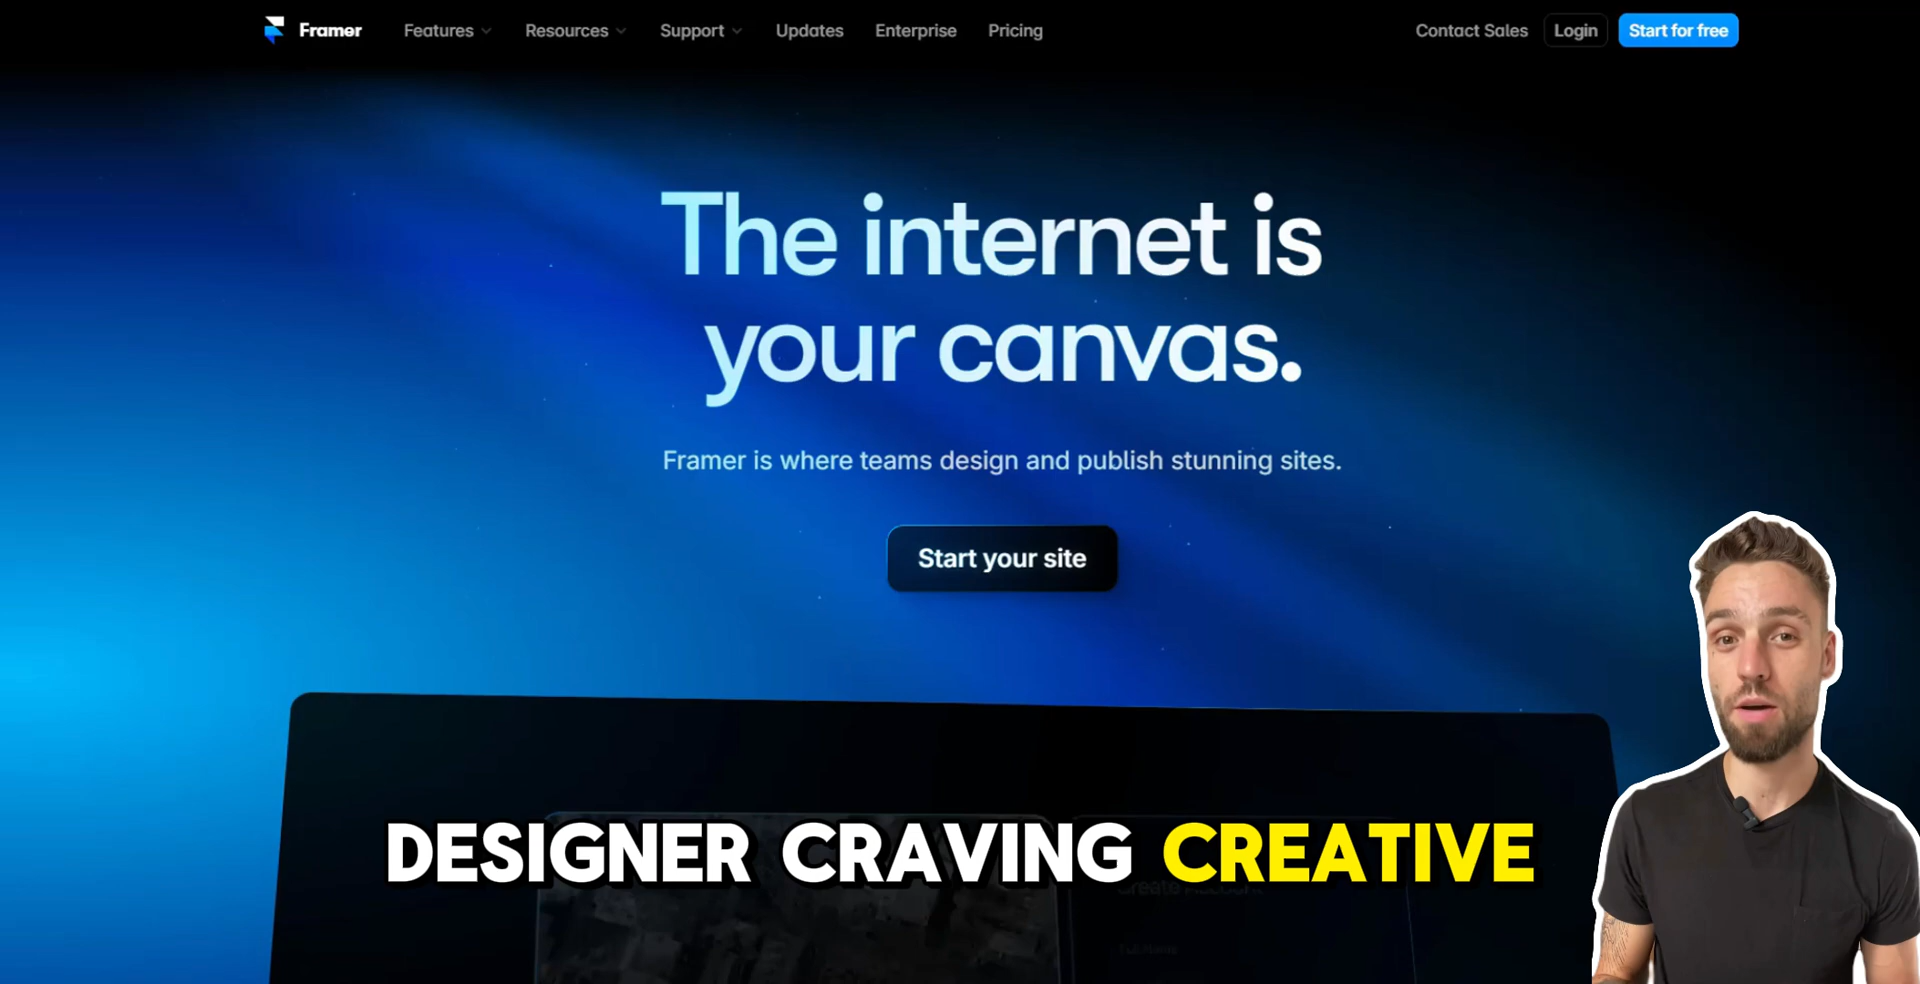 Framer Features Resources Support Updates Enterprise Pricing Contact Sales Login Start for free
The internet is
your canvas.
Framer is where teams design and publish stunning sites.
Start your site
DESIGNER CRAVING CREATIVE